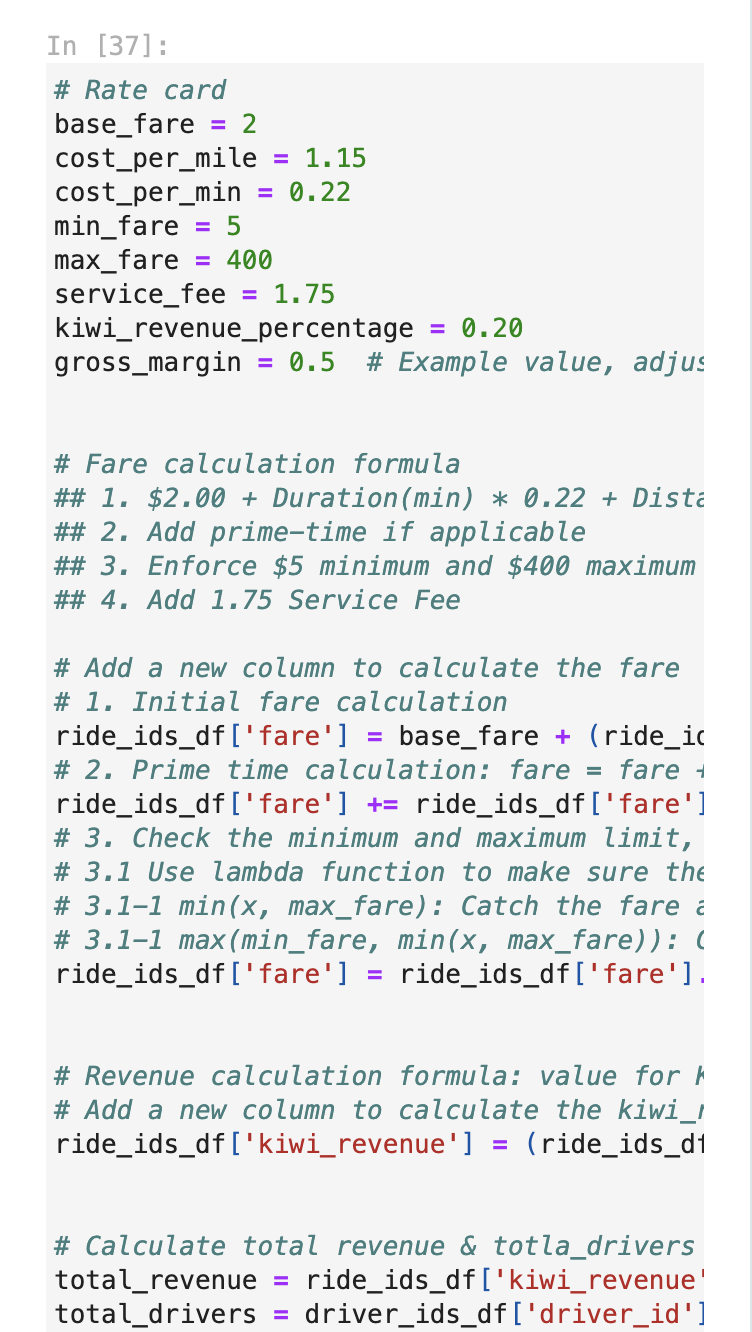 In [37]:
# Rate card
base_fare = 2
cost_per_mile = 1.15
cost_per_min = 0.22
min_fare = 5
max_fare = 400
service_fee = 1.75
kiwi_revenue_percentage = 0.20
gross_margin = 0.5  # Example value, adjus
# Fare calculation formula
## 1. $2.00 + Duration(min) * 0.22 + Dista
## 2. Add prime-time if applicable
## 3. Enforce $5 minimum and $400 maximum
## 4. Add 1.75 Service Fee
# Add a new column to calculate the fare
# 1. Initial fare calculation
ride_ids_df['fare'] = base_fare + (ride_id
# 2. Prime time calculation: fare = fare +
ride_ids_df['fare'] += ride_ids_df['fare']
# 3. Check the minimum and maximum limit,
# 3.1 Use lambda function to make sure the
# 3.1-1 min(x, max_fare): Catch the fare a
# 3.1-1 max(min_fare, min(x, max_fare)): C
ride_ids_df['fare'] = ride_ids_df['fare'].
# Revenue calculation formula: value for K
# Add a new column to calculate the kiwi_r
ride_ids_df['kiwi_revenue'] = (ride_ids_df
# Calculate total revenue & totla_drivers
total_revenue = ride_ids_df['kiwi_revenue'
total_drivers = driver_ids_df['driver_id']